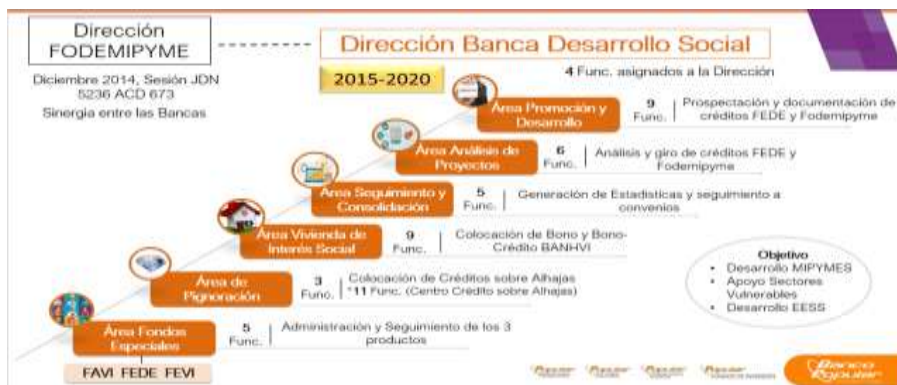 Dirección
FODEMIPYME
Dirección Banca Desarrollo Social
Diciembre 2014, Sesión JDN
5236 ACD 673
Sinergia entre las Bancas
2015-2020
4 Func. asignados a la Dirección
Área Promoción y
Desarrollo
9
Func.
Prospectación y documentación de
créditos FEDE y Fodemipyme
Área Análisis de
Proyectos
6
Func.
Análisis y giro de créditos FEDE y
Fodemipyme
Área Seguimiento y
Consolidación
5
Func.
Generación de Estadísticas y seguimiento a
convenios
Área Vivienda de
Interés Social
9
Func.
Colocación de Bono y Bono-
Crédito BANHVI
Área de
Pignoración
3
Func.
Colocación de Créditos sobre Alhajas
*11 Func. (Centro Crédito sobre Alhajas)
Área Fondos
Especiales
5
Func.
Administración y Seguimiento de los 3
productos
FAVI FEDE FEVI
Objetivo
• Desarrollo MIPYMES
• Apoyo Sectores
Vulnerables
• Desarrollo EESS
Popular
Popular
Popular
Popular
Banco
Popular